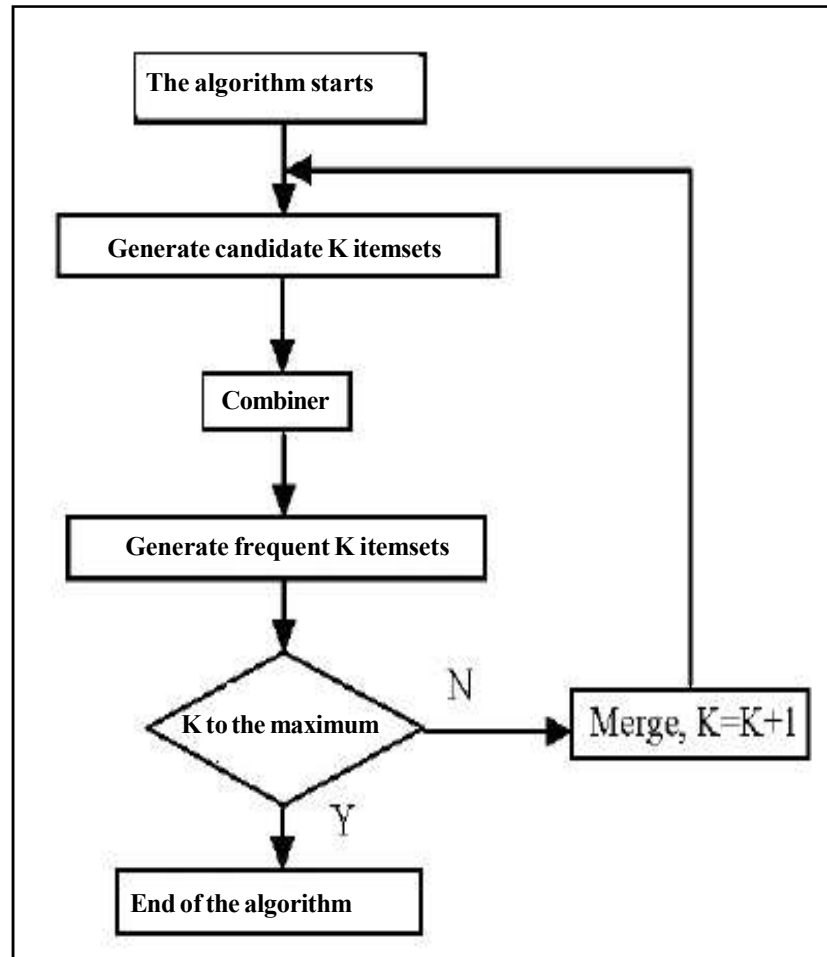 The algorithm starts
Generate candidate K itemsets
Combiner
Generate frequent K itemsets
K to the maximum
N
Merge, K=K+1
Y
End of the algorithm